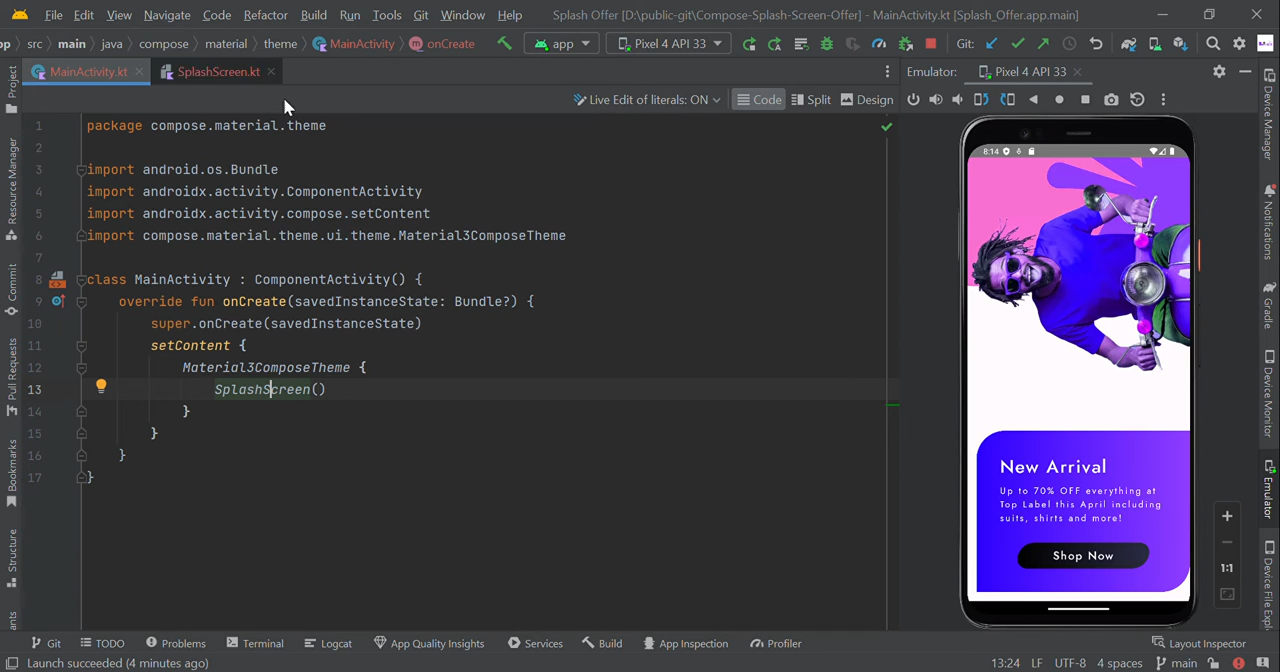 File Edit View Navigate Code Refactor Build Run Tools Git Window Help Splash Offer [D:\public-git\Compose-Splash-Screen-Offer] - MainActivity.kt [Splash_Offer.app.main]
src main java compose material theme MainActivity onCreate app Pixel 4 API 33 Git:
MainActivity.kt SplashScreen.kt Emulator: Pixel 4 API 33
Live Edit of literals: ON Code Split Design
1 package compose.material.theme
2
3 import android.os.Bundle
4 import androidx.activity.ComponentActivity
5 import androidx.activity.compose.setContent
6 import compose.material.theme.ui.theme.Material3ComposeTheme
7
8 class MainActivity : ComponentActivity() {
9 override fun onCreate(savedInstanceState: Bundle?) {
10 super.onCreate(savedInstanceState)
11 setContent {
12 Material3ComposeTheme {
13 SplashScreen()
14 }
15 }
16 }
17 }
Project
Resource Manager
Commit
Pull Requests
Bookmarks
Structure
8:14
New Arrival
Up to 70% OFF everything at
Top Label this April including
suits, shirts and more!
Shop Now
1:1
Device Manager
Notifications
Gradle
Device Monitor
Emulator
Git TODO Problems Terminal Logcat App Quality Insights Services Build App Inspection Profiler Layout Inspector
Launch succeeded (4 minutes ago) 13:24 LF UTF-8 4 spaces main